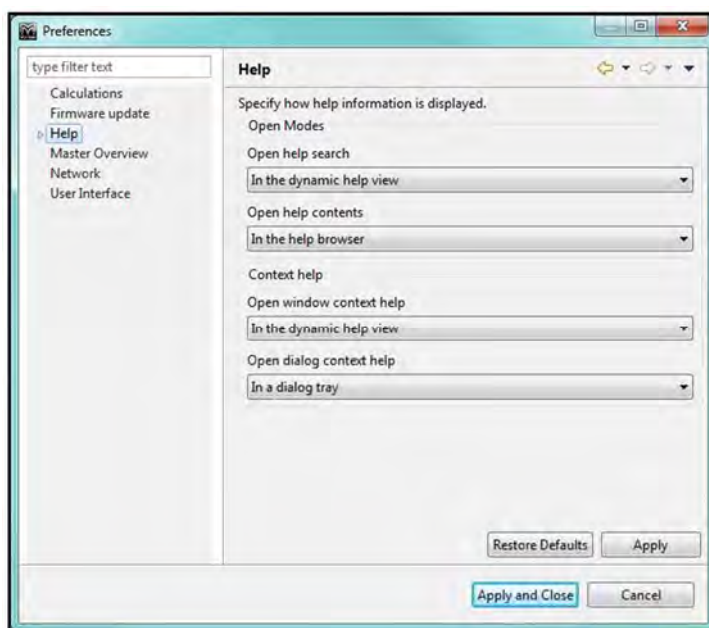 Preferences
type filter text
Calculations
Firmware update
Help
Master Overview
Network
User Interface
Help
Specify how help information is displayed.
Open Modes
Open help search
In the dynamic help view
Open help contents
In the help browser
Context help
Open window context help
In the dynamic help view
Open dialog context help
In a dialog tray
Restore Defaults
Apply
Apply and Close
Cancel